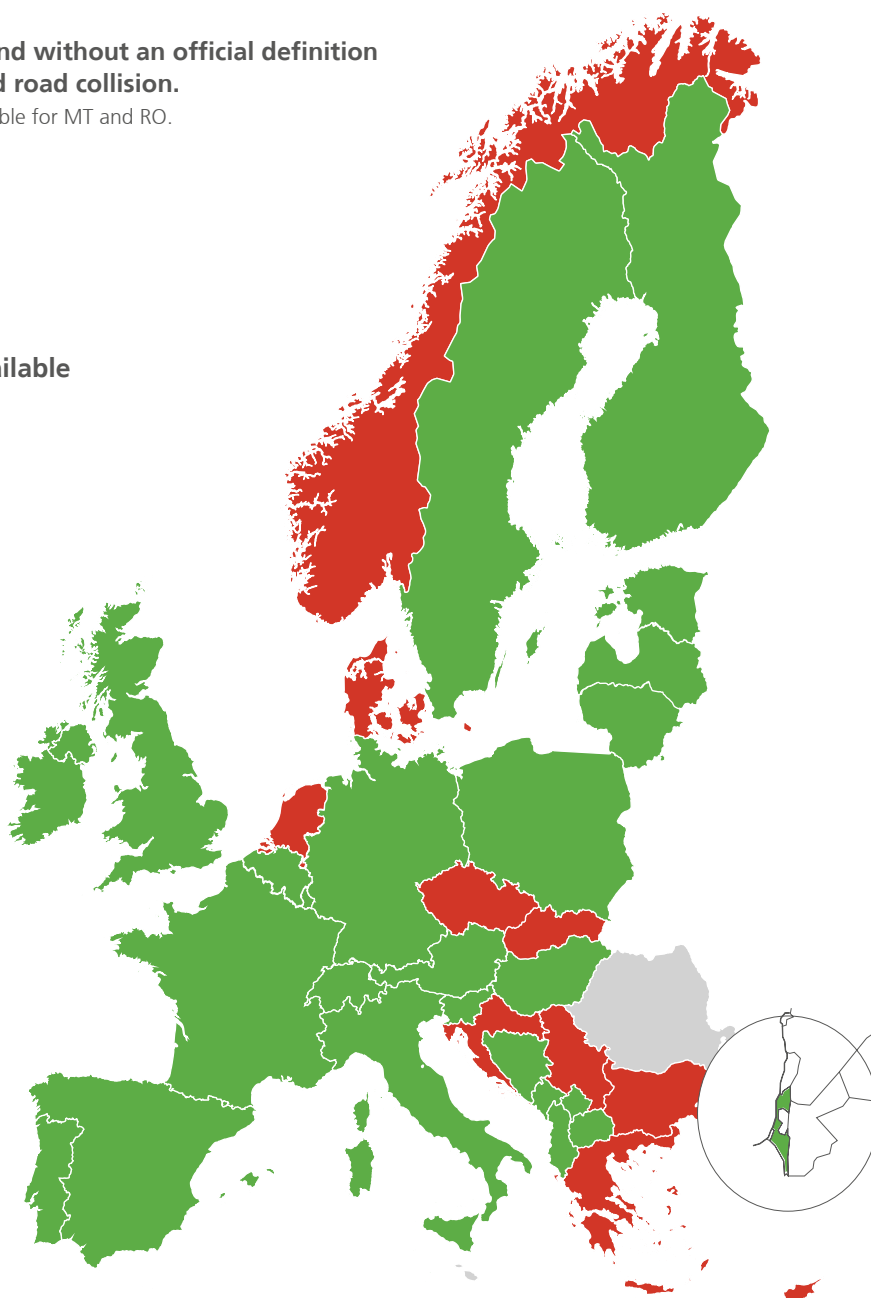 nd without an official definition
d road collision.
ble for MT and RO.
ilable